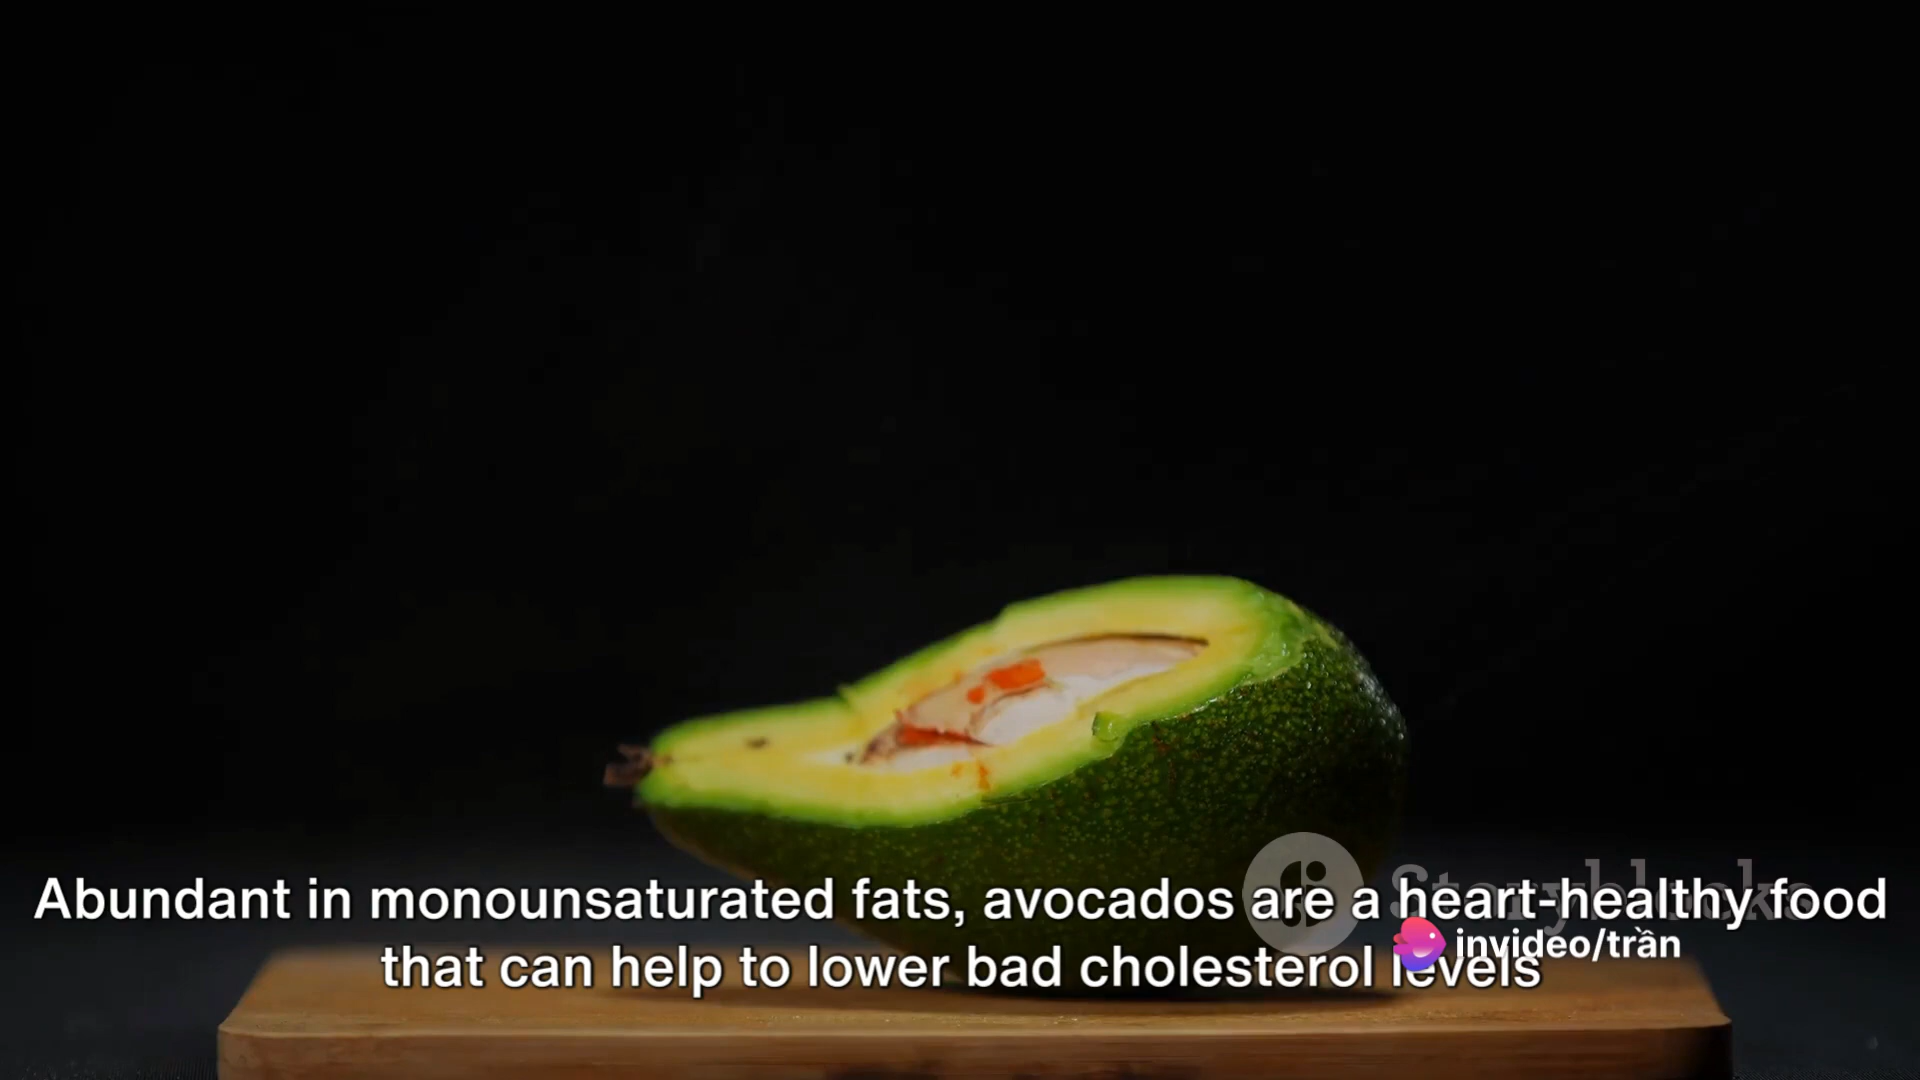 Abundant in monounsaturated fats, avocados are a heart-healthy food
Storyblocks
invideo/trần
that can help to lower bad cholesterol levels